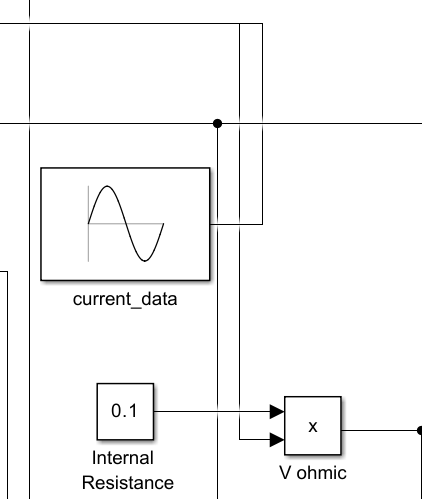 current_data
0.1
x
Internal
Resistance
V ohmic